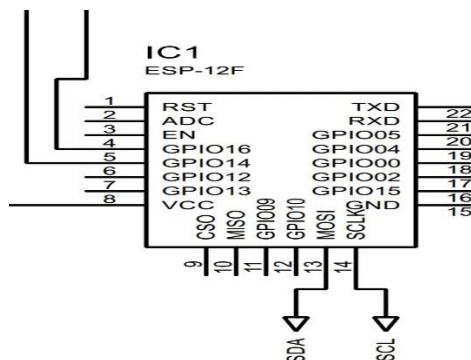 IC1
ESP-12F
1 RST TXD 22
2 ADC RXD 21
3 EN GPIO05 20
4 GPIO16 GPIO04 19
5 GPIO14 GPIO00 18
6 GPIO12 GPIO02 17
7 GPIO13 GPIO15 16
8 VCC GND 15
CSO MISO GPIO09 GPIO10 MOSI SCLK
9 10 11 12 13 14
SDA SCL